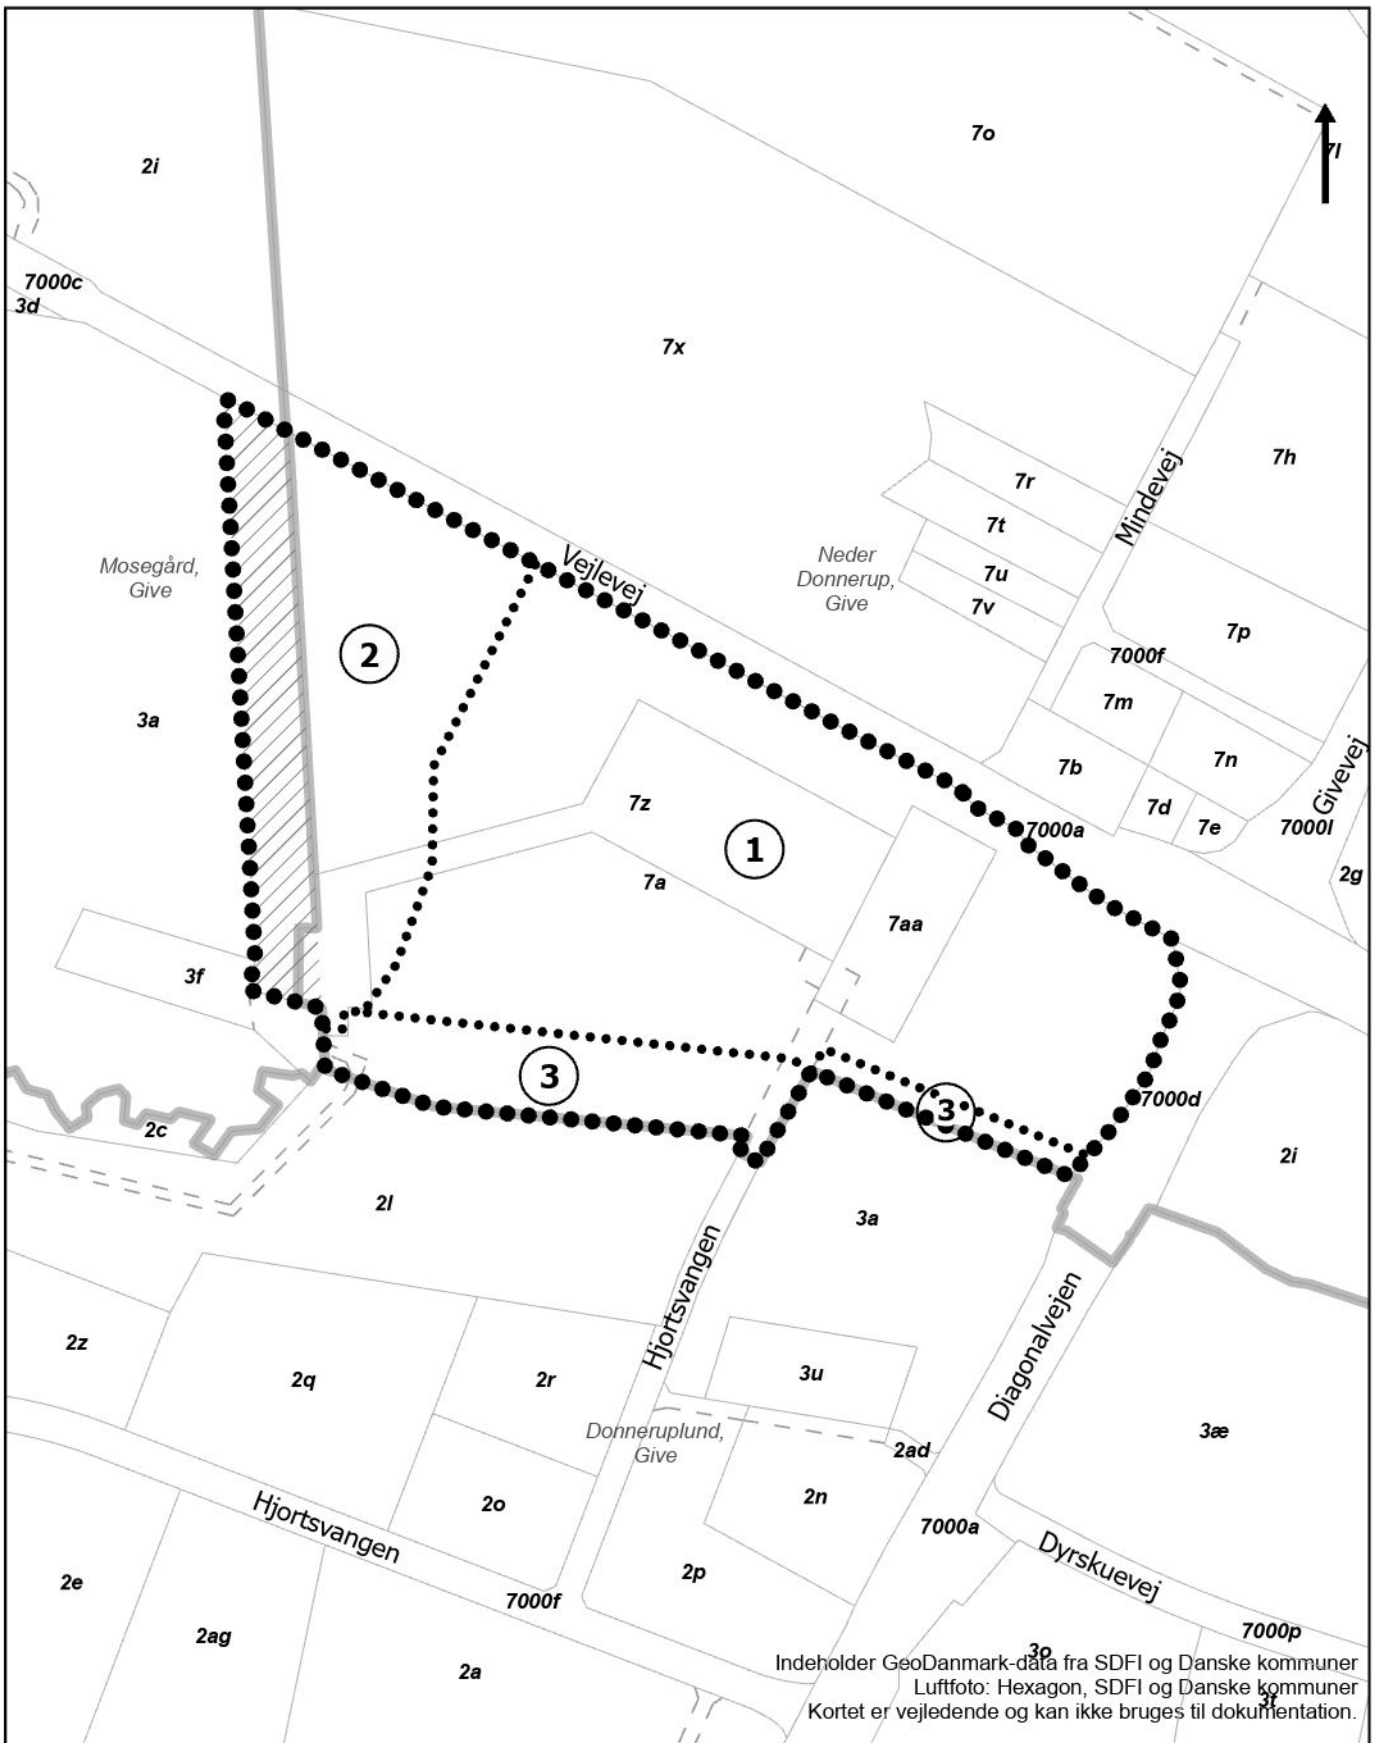 7o
7l
2i
7000c
3d
7x
7h
Mindevej
7r
7t
Neder
Donnerup,
Give
7u
7v
Mosegård,
Give
Vejlevej
7p
2
7000f
7m
3a
7n
7b
Givevej
7z
7d
7e
7000l
1
7000a
7a
2g
7aa
3f
3
3
7000d
2c
2i
2l
3a
Hjortsvangen
Diagonalvejen
2z
2q
2r
3u
Donneruplund,
Give
2ad
3æ
2o
2n
Hjortsvangen
7000a
Dyrskuevej
2e
2p
7000f
2ag
7000p
3o
2a
Indeholder GeoDanmark-data fra SDFI og Danske kommuner
Luftfoto: Hexagon, SDFI og Danske kommuner
3t
Kortet er vejledende og kan ikke bruges til dokumentation.